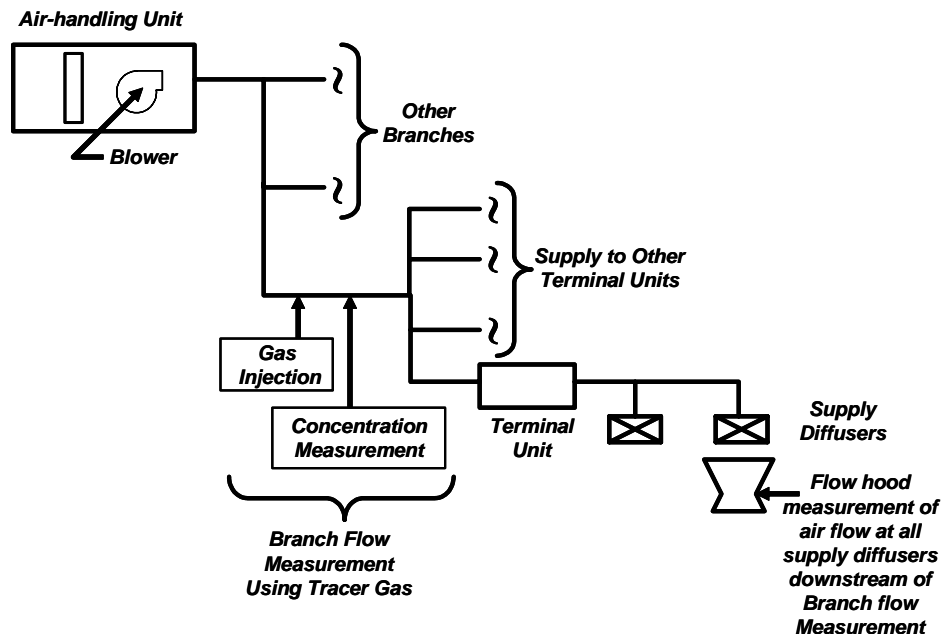 Air-handling Unit
Blower
Other
Branches
Supply to Other
Terminal Units
Gas
Injection
Concentration
Measurement
Terminal
Unit
Supply
Diffusers
Branch Flow
Measurement
Using Tracer Gas
Flow hood
measurement of
air flow at all
supply diffusers
downstream of
Branch flow
Measurement